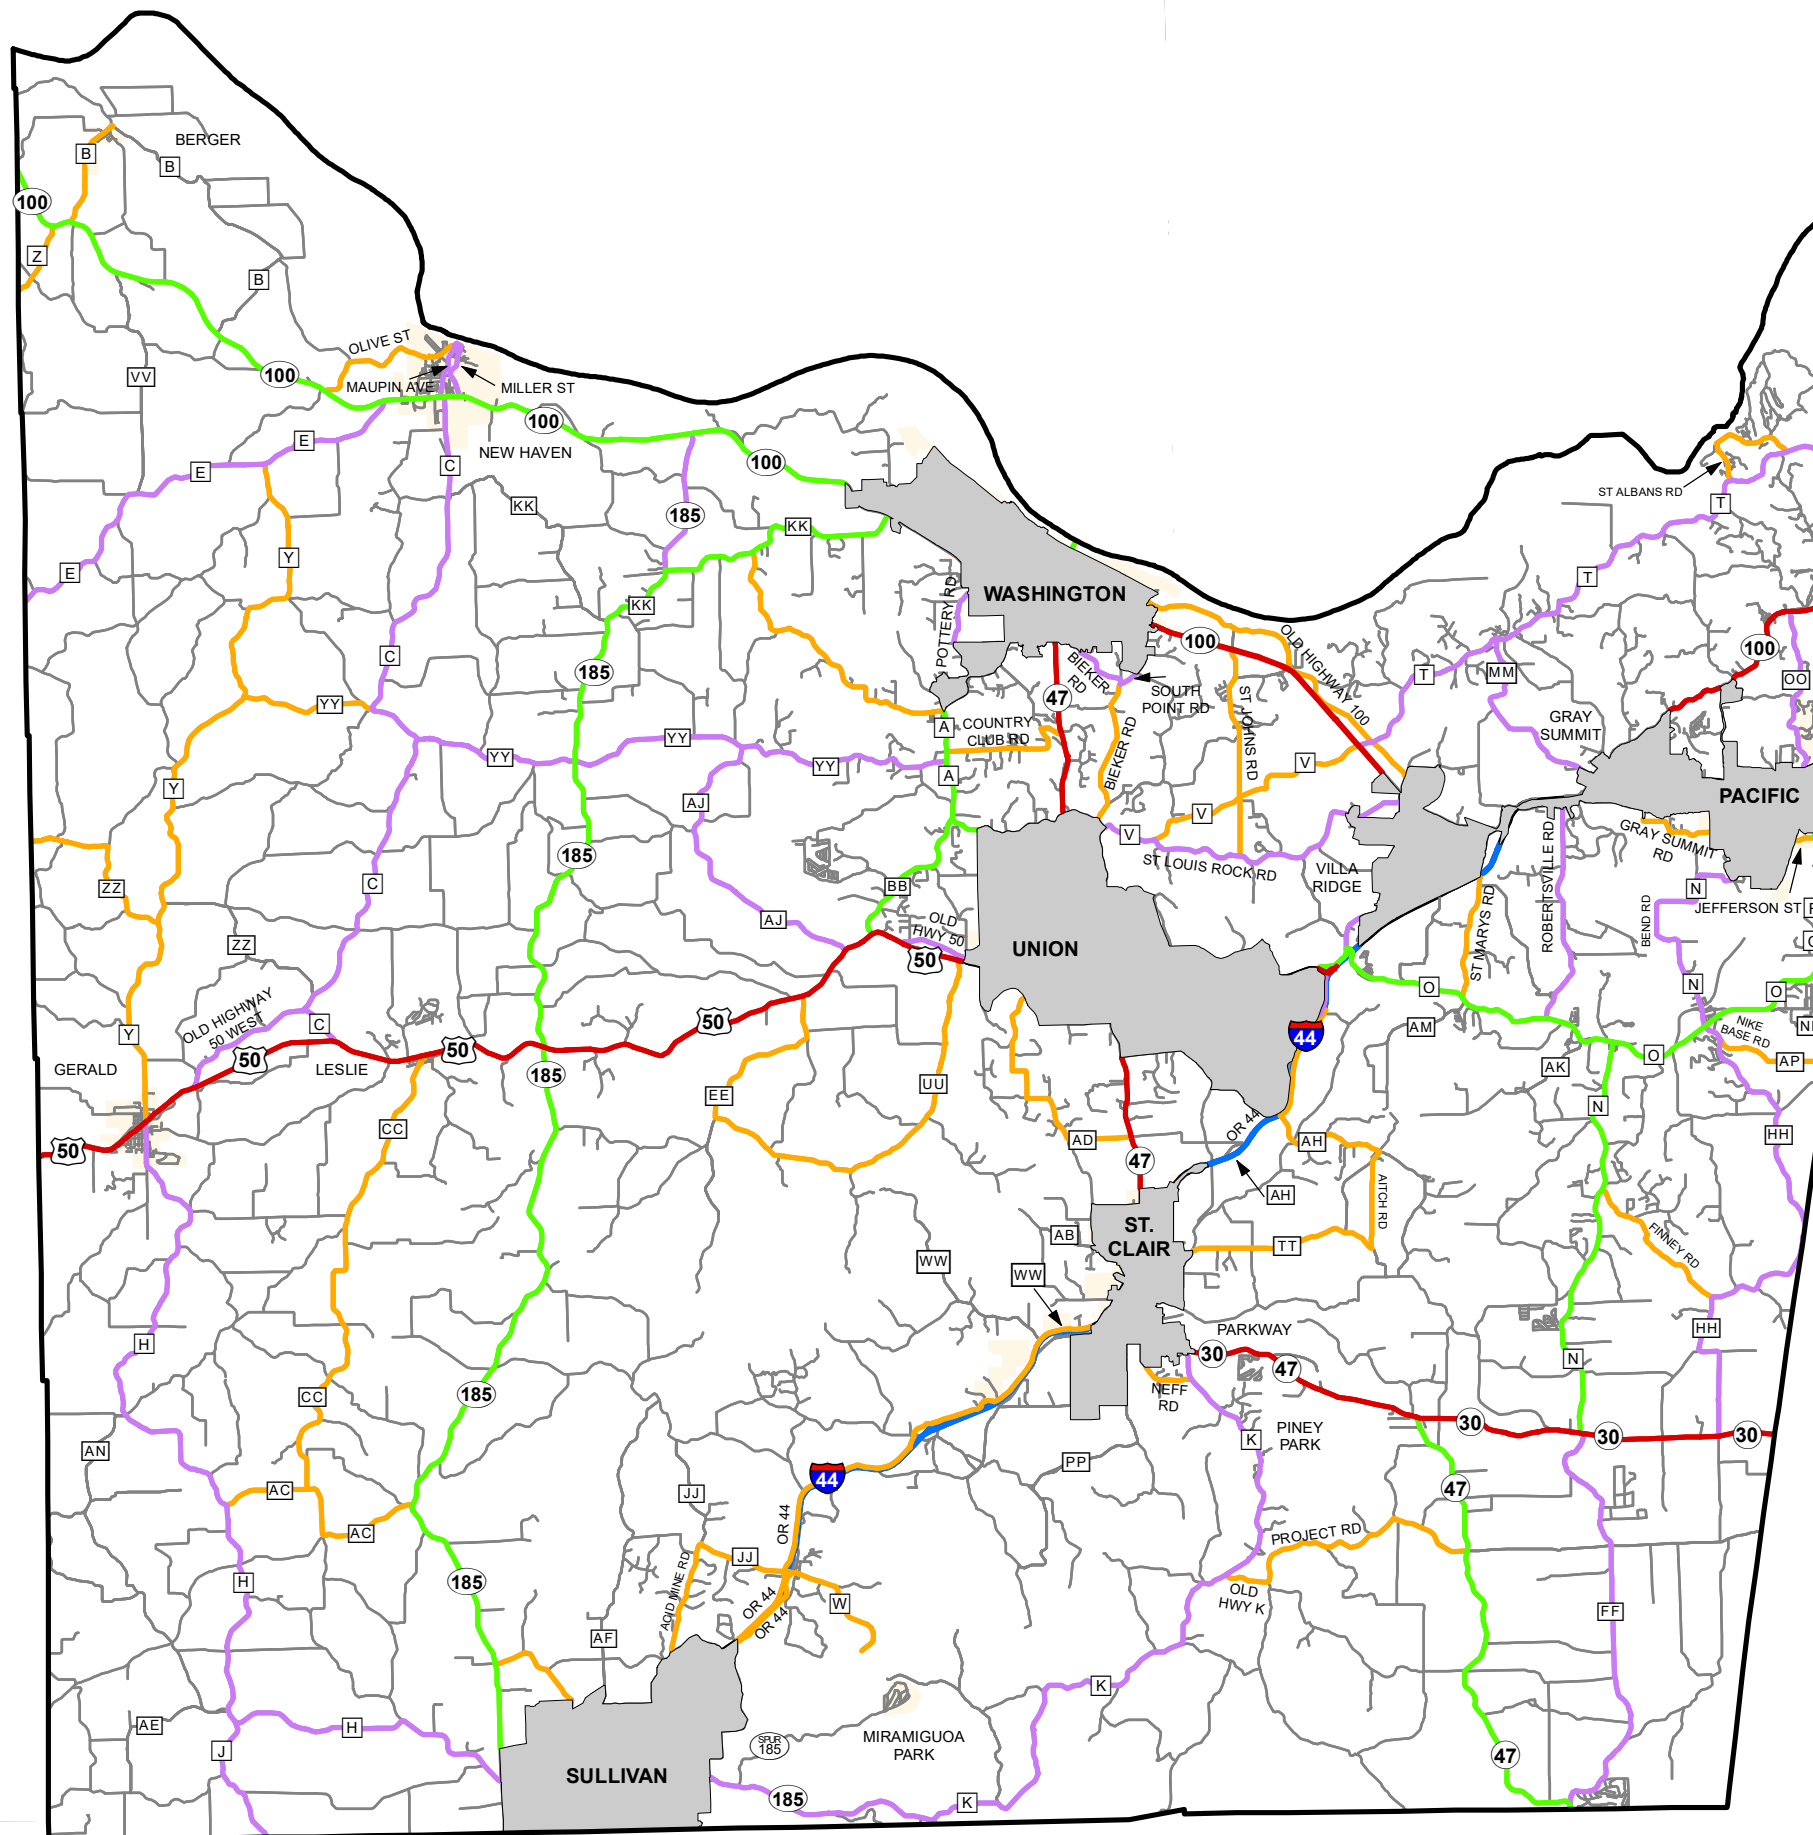 BERGER
B
B
100
Z
B
OLIVE ST
VV
100
MAUPIN AVE
MILLER ST
100
E
NEW HAVEN
C
E
100
KK
185
KK
ST ALBANS RD
T
Y
E
T
KK
POTTERY RD
WASHINGTON
100
OLD HIGHWAY 100
C
185
BIEKER
RD
47
SOUTH
POINT RD
T
MM
100
OO
YY
A
COUNTRY
CLUB RD
BIEKER RD
ST JOHNS RD
GRAY
SUMMIT
YY
YY
YY
A
V
Y
AJ
V
V
PACIFIC
185
ST LOUIS ROCK RD
VILLA
RIDGE
ROBERTSVILLE RD
GRAY SUMMIT
RD
ZZ
C
BB
N
AJ
OLD
HWY 50
BEND RD
JEFFERSON ST
ZZ
UNION
50
ST MARYS RD
N
O
O
OLD HIGHWAY
50 WEST
C
Y
50
50
50
44
AM
NIKE
BASE RD
GERALD
LESLIE
185
AK
O
AP
EE
UU
N
CC
50
AD
47
OR 44
AH
HH
AH
AITCH RD
AB
ST.
CLAIR
TT
FINNEY RD
WW
WW
H
PARKWAY
30
47
HH
N
CC
185
NEFF
RD
30
30
30
AN
K
PINEY
PARK
PP
AC
44
JJ
47
AC
OR 44
PROJECT RD
JJ
ACID MINE RD
185
H
OR 44
OR 44
W
OLD
HWY K
FF
AF
K
AE
H
J
SPUR
185
MIRAMIGUOA
PARK
47
SULLIVAN
185
K